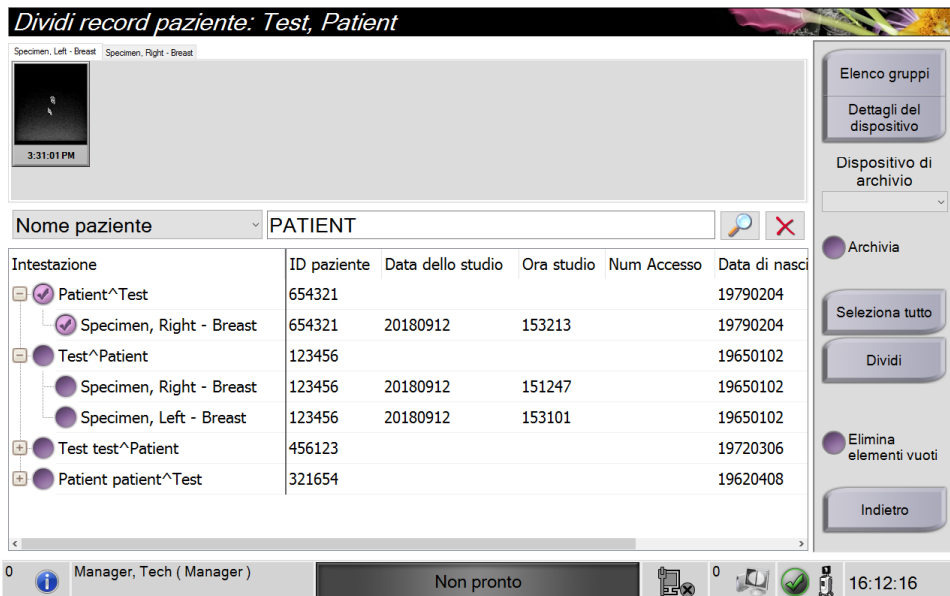 Dividi record paziente: Test, Patient
Specimen, Left - Breast Specimen, Right - Breast
3:31:01 PM
Elenco gruppi
Dettagli del
dispositivo
Dispositivo di
archivio
Archivia
Seleziona tutto
Dividi
Elimina
elementi vuoti
Indietro
Nome paziente PATIENT
Intestazione ID paziente Data dello studio Ora studio Num Accesso Data di nasci
Patient^Test 654321 19790204
Specimen, Right - Breast 654321 20180912 153213 19790204
Test^Patient 123456 19650102
Specimen, Right - Breast 123456 20180912 151247 19650102
Specimen, Left - Breast 123456 20180912 153101 19650102
Test test^Patient 456123 19720306
Patient patient^Test 321654 19620408
0 Manager, Tech ( Manager ) Non pronto 0 16:12:16